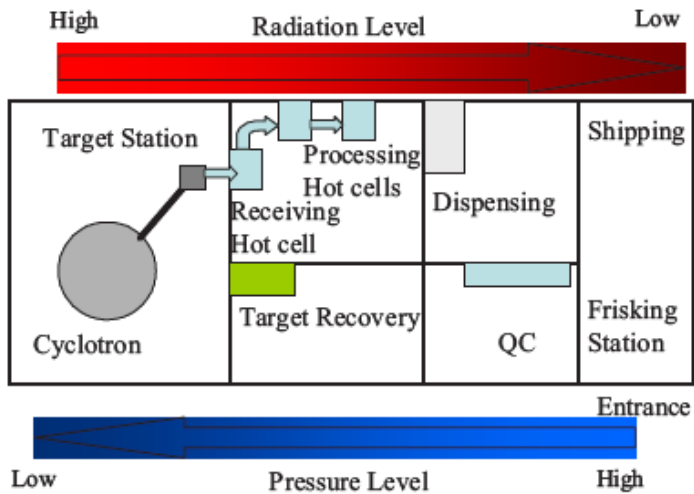 High
Radiation Level
Low
Target Station
Processing
Hot cells
Shipping
Receiving
Hot cell
Dispensing
Cyclotron
Target Recovery
QC
Frisking
Station
Entrance
Low
Pressure Level
High